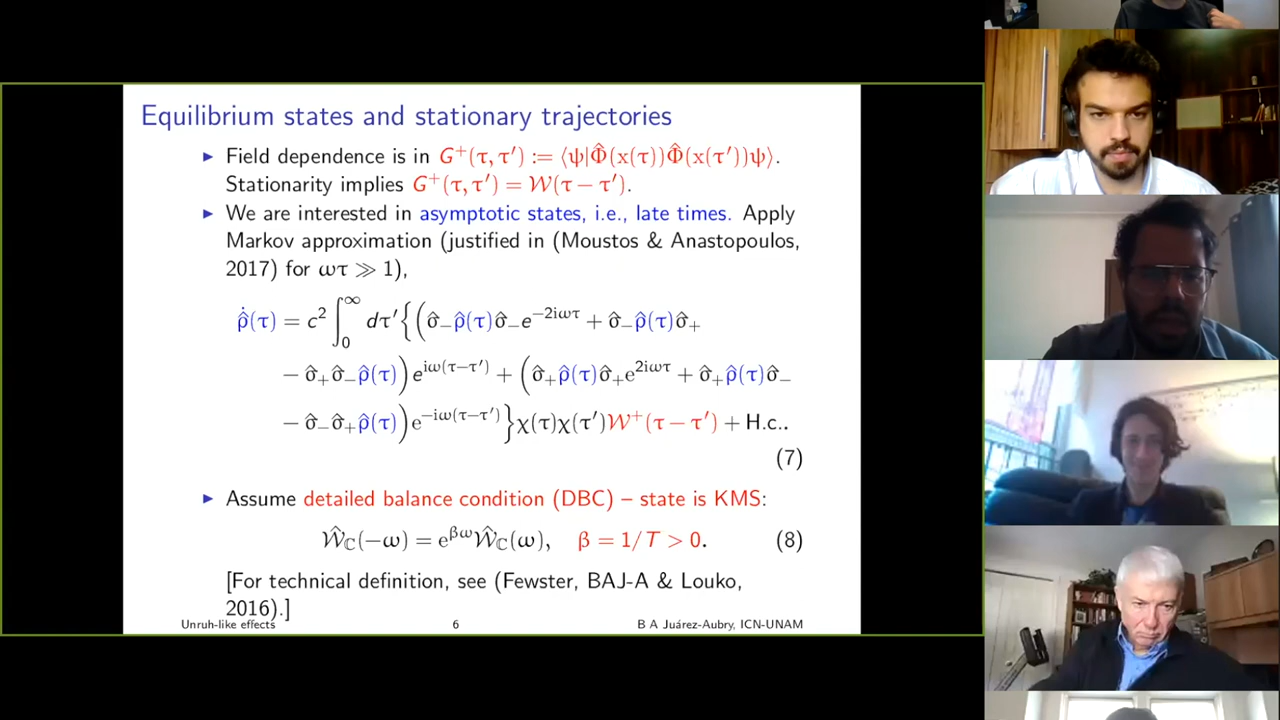 Equilibrium states and stationary trajectories
▶ Field dependence is in G⁺(τ, τ′) := ⟨ψ|Φ̂(x(τ))Φ̂(x(τ′))ψ⟩.
Stationarity implies G⁺(τ, τ′) = 𝒲(τ − τ′).
▶ We are interested in asymptotic states, i.e., late times. Apply
Markov approximation (justified in (Moustos & Anastopoulos,
2017) for ωτ ≫ 1),
ρ̂̇(τ) = c² ∫₀^∞ dτ′{(σ̂₋ρ̂(τ)σ̂₋e^{−2iωτ} + σ̂₋ρ̂(τ)σ̂₊
− σ̂₊σ̂₋ρ̂(τ))e^{iω(τ−τ′)} + (σ̂₊ρ̂(τ)σ̂₊e^{2iωτ} + σ̂₊ρ̂(τ)σ̂₋
− σ̂₋σ̂₊ρ̂(τ))e^{−iω(τ−τ′)}}χ(τ)χ(τ′)𝒲⁺(τ − τ′) + H.c..
(7)
▶ Assume detailed balance condition (DBC) – state is KMS:
𝒲̂_ℂ(−ω) = e^{βω}𝒲̂_ℂ(ω), β = 1/T > 0. (8)
[For technical definition, see (Fewster, BAJ-A & Louko,
2016).]
Unruh-like effects 6 B A Juárez-Aubry, ICN-UNAM